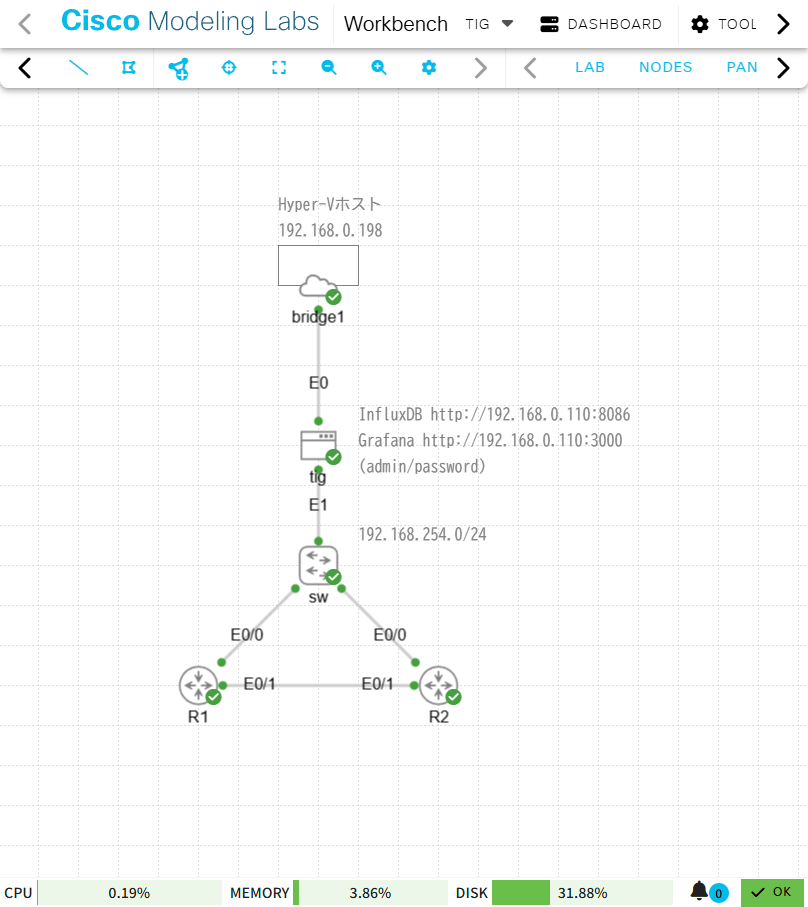 Cisco Modeling Labs Workbench TIG DASHBOARD TOOL
LAB NODES PAN
Hyper-Vホスト
192.168.0.198
bridge1
E0
InfluxDB http://192.168.0.110:8086
Grafana http://192.168.0.110:3000
(admin/password)
tig
E1
192.168.254.0/24
sw
E0/0 E0/0
E0/1 E0/1
R1 R2
CPU 0.19% MEMORY 3.86% DISK 31.88% 0 OK